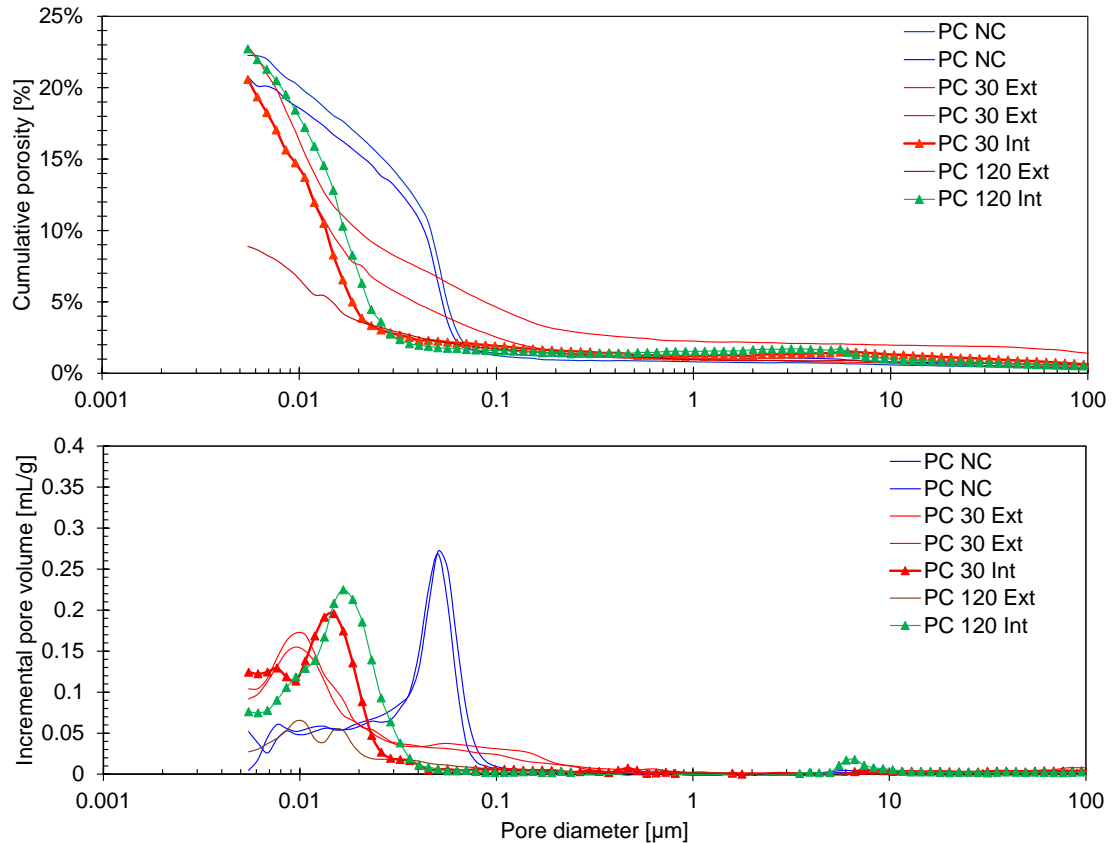 25%
20%
15%
10%
5%
0%
Cumulative porosity [%]
PC NC
PC NC
PC 30 Ext
PC 30 Ext
PC 30 Int
PC 120 Ext
PC 120 Int
0.001 0.01 0.1 1 10 100
0.4
0.35
0.3
0.25
0.2
0.15
0.1
0.05
0
Incremental pore volume [mL/g]
PC NC
PC NC
PC 30 Ext
PC 30 Ext
PC 30 Int
PC 120 Ext
PC 120 Int
0.001 0.01 0.1 1 10 100
Pore diameter [µm]